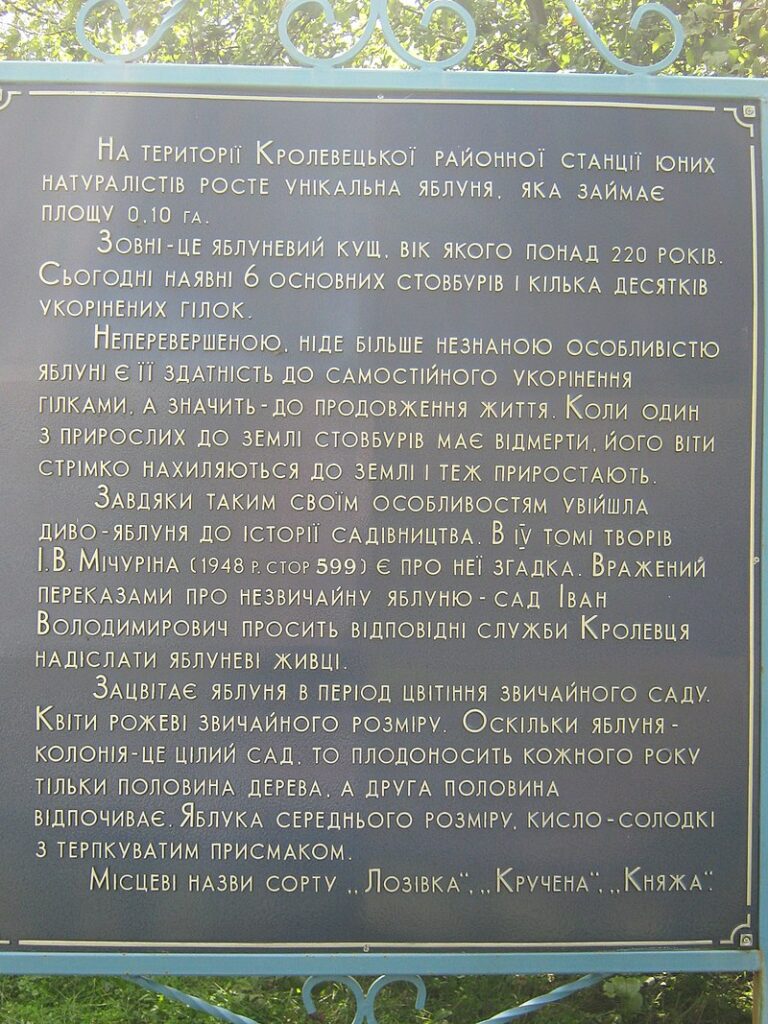 На території Кролевецької районної станції юних
натуралістів росте унікальна яблуня, яка займає
площу 0,10 га.
Зовні-це яблуневий кущ, вік якого понад 220 років.
Сьогодні наявні 6 основних стовбурів і кілька десятків
укорінених гілок.
Неперевершеною, ніде більше незнаною особливістю
яблуні є її здатність до самостійного укорінення
гілками, а значить-до продовження життя. Коли один
з прирослих до землі стовбурів має відмерти, його віти
стрімко нахиляються до землі і теж приростають.
Завдяки таким своїм особливостям увійшла
диво-яблуня до історії садівництва. В IV томі творів
І.В. Мічуріна (1948 р. стор 599) є про неї згадка. Вражений
переказами про незвичайну яблуню-сад Іван
Володимирович просить відповідні служби Кролевця
надіслати яблуневі живці.
Зацвітає яблуня в період цвітіння звичайного саду.
Квіти рожеві звичайного розміру. Оскільки яблуня-
колонія-це цілий сад, то плодоносить кожного року
тільки половина дерева, а друга половина
відпочиває. Яблука середнього розміру, кисло-солодкі
з терпкуватим присмаком.
Місцеві назви сорту „Лозівка“, „Кручена“, „Княжа“.